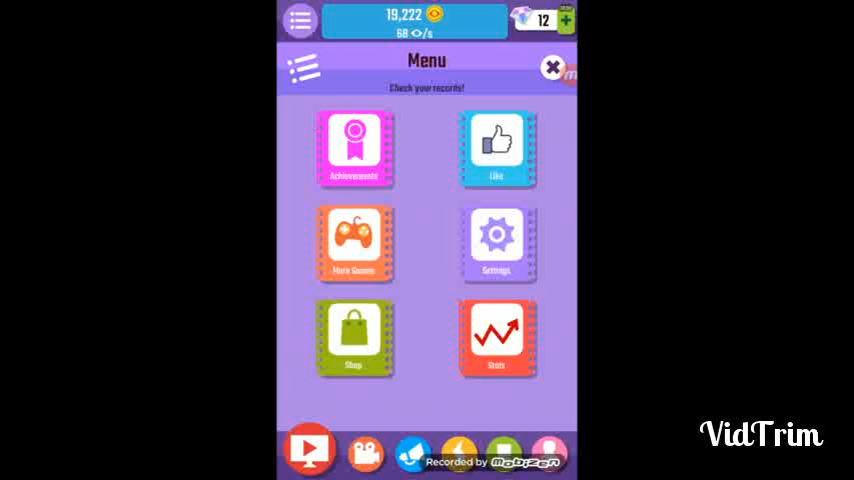 19,222
68 /s
12
Menu
Check your records!
Achievements
Like
More Games
Settings
Shop
Stats
Recorded by
mobizen
VidTrim